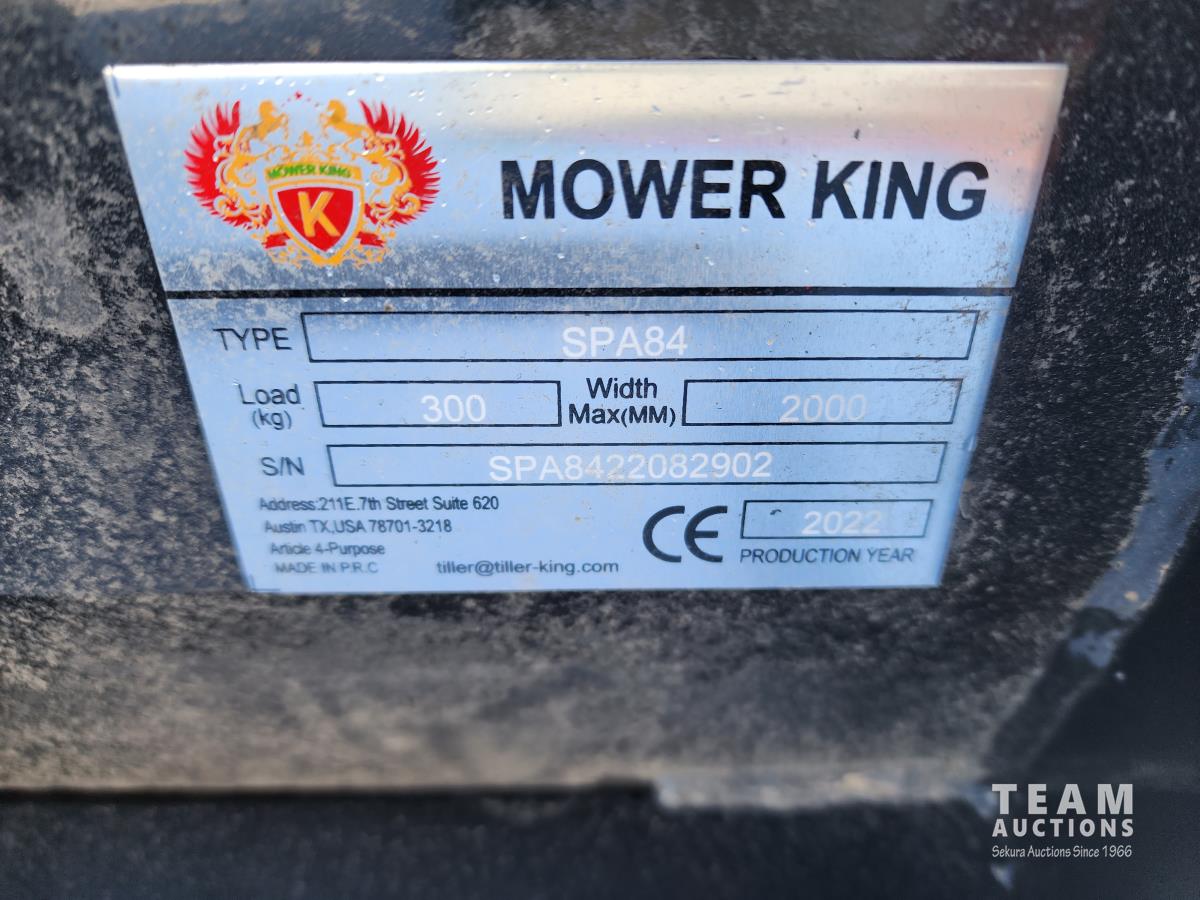 MOWER KING
K
MOWER KING
TYPE SPA84
Load (kg) 300 Width Max(MM) 2000
S/N SPA8422082902
Address:211E.7th Street Suite 620
Austin TX,USA 78701-3218
Article 4-Purpose
MADE IN P.R.C tiller@tiller-king.com
CE 2022
PRODUCTION YEAR
TEAM
AUCTIONS
Sekura Auctions Since 1966